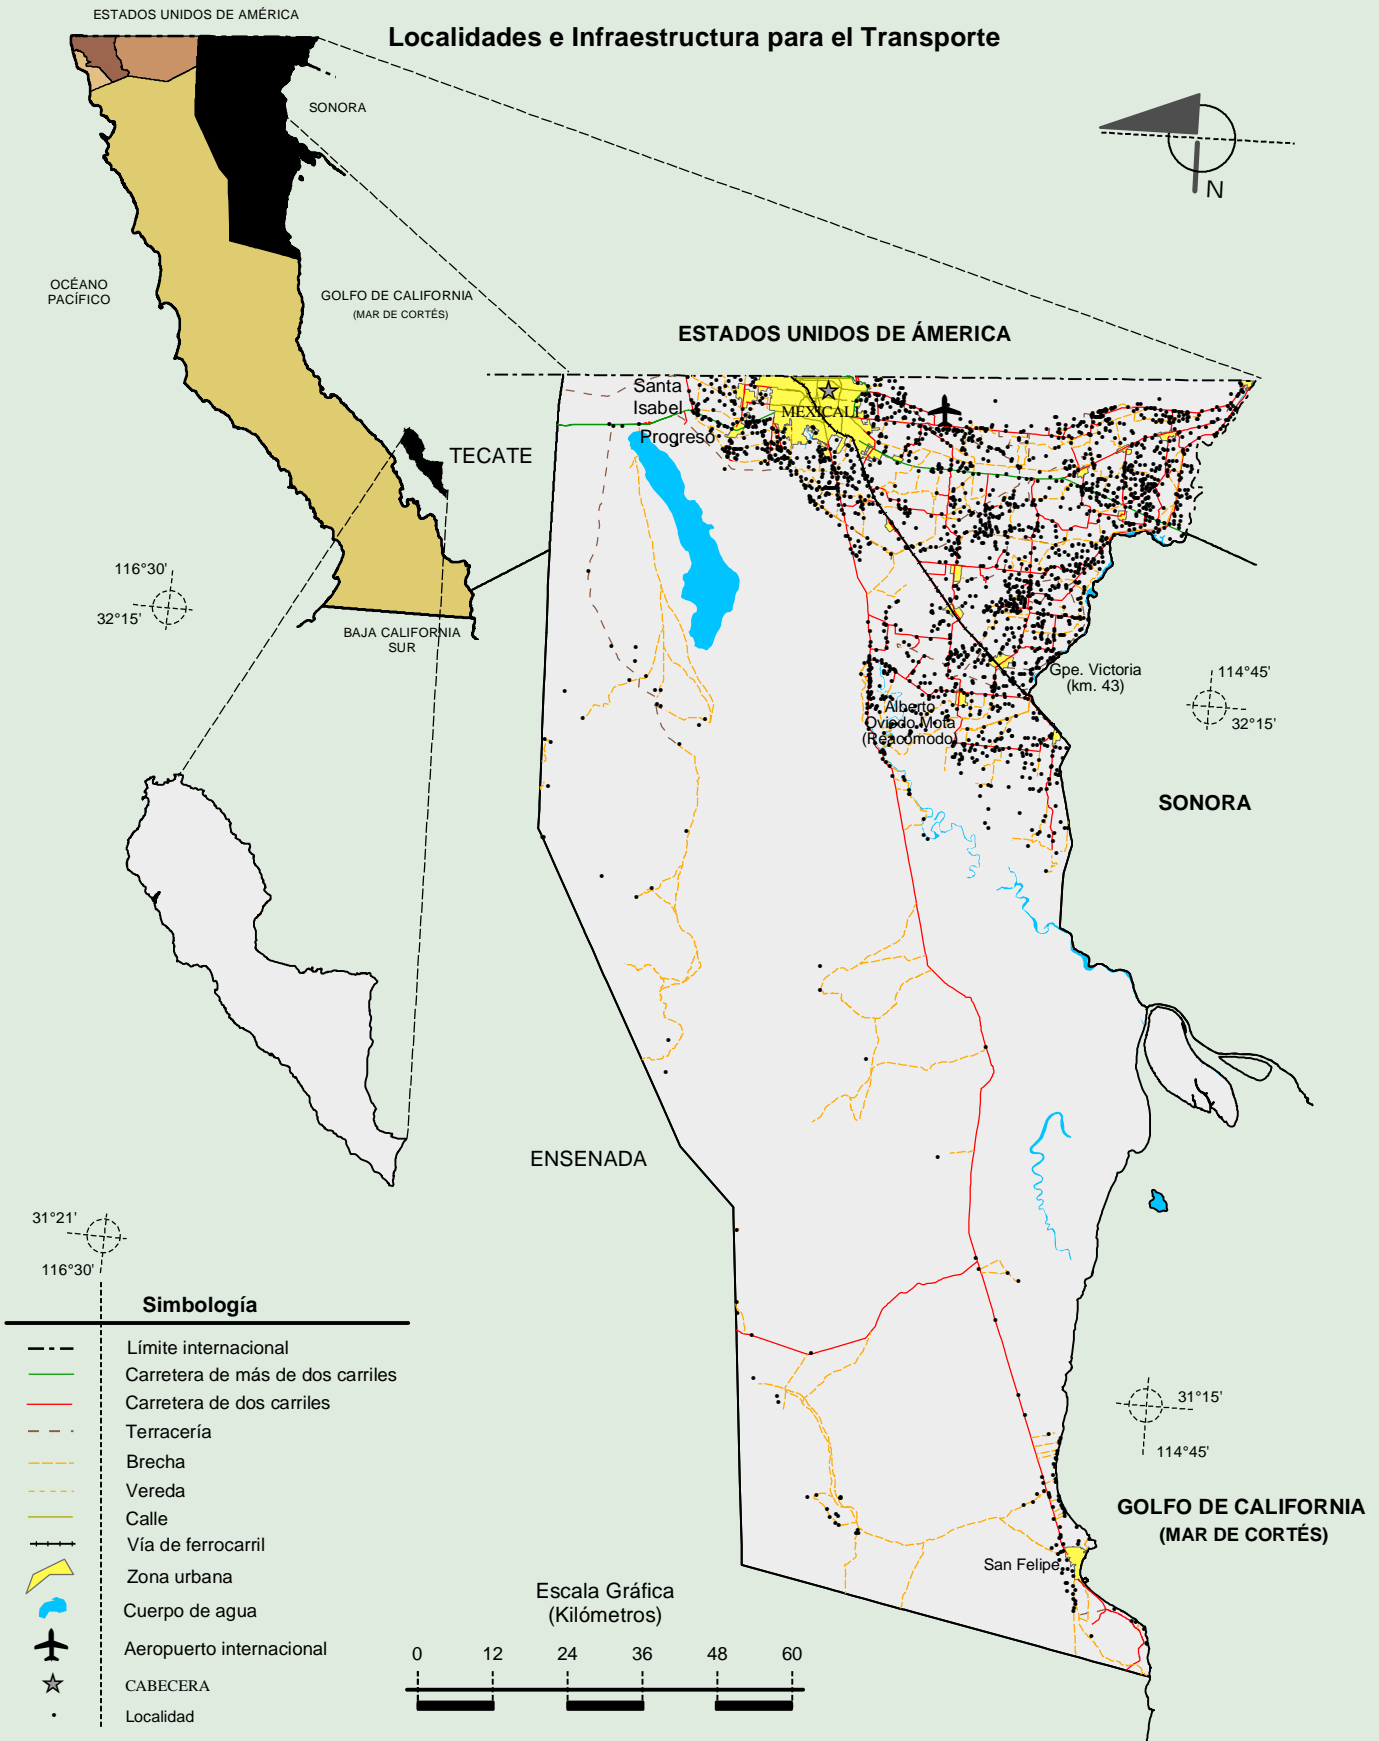 ESTADOS UNIDOS DE AMÉRICA
Localidades e Infraestructura para el Transporte
SONORA
N
OCÉANO
PACÍFICO
GOLFO DE CALIFORNIA
(MAR DE CORTÉS)
ESTADOS UNIDOS DE ÁMERICA
Santa
Isabel
MEXICALI
Progreso
TECATE
116°30'
32°15'
BAJA CALIFORNIA
SUR
Gpe. Victoria
(km. 43)
114°45'
32°15'
Alberto
Oviedo Mota
(Reacomodo)
SONORA
ENSENADA
31°21'
116°30'
Simbología
Límite internacional
Carretera de más de dos carriles
Carretera de dos carriles
Terracería
Brecha
Vereda
Calle
Vía de ferrocarril
Zona urbana
Cuerpo de agua
Aeropuerto internacional
CABECERA
Localidad
31°15'
114°45'
GOLFO DE CALIFORNIA
(MAR DE CORTÉS)
San Felipe
Escala Gráfica
(Kilómetros)
0 12 24 36 48 60